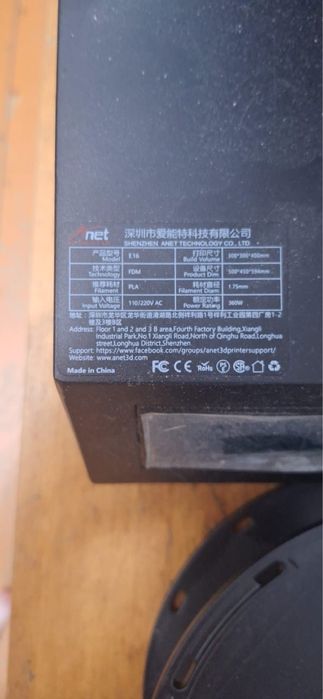 anet 深圳市爱能特科技有限公司
SHENZHEN ANET TECHNOLOGY CO., LTD
产品型号 Model E16 打印尺寸 Build Volume 300*300*400mm
技术类型 Technology FDM 设备尺寸 Product Dim
推荐耗材 Filament PLA 耗材直径 Filament Diam 1.75mm
输入电压 Input Voltage 110/220V AC 额定功率 Power Rating 360W
Address: Floor 1 and 2 and 3 B area,Fourth Factory Building,Xiangli
Industrial Park, No 1 Xiangli Road,North of Qinghu Road,Longhua
street,Longhua District,Shenzhen
Support: https://www.facebook.com/groups/anet3dprintersupport/
Website: www.anet3d.com
Made in China FC CE RoHS